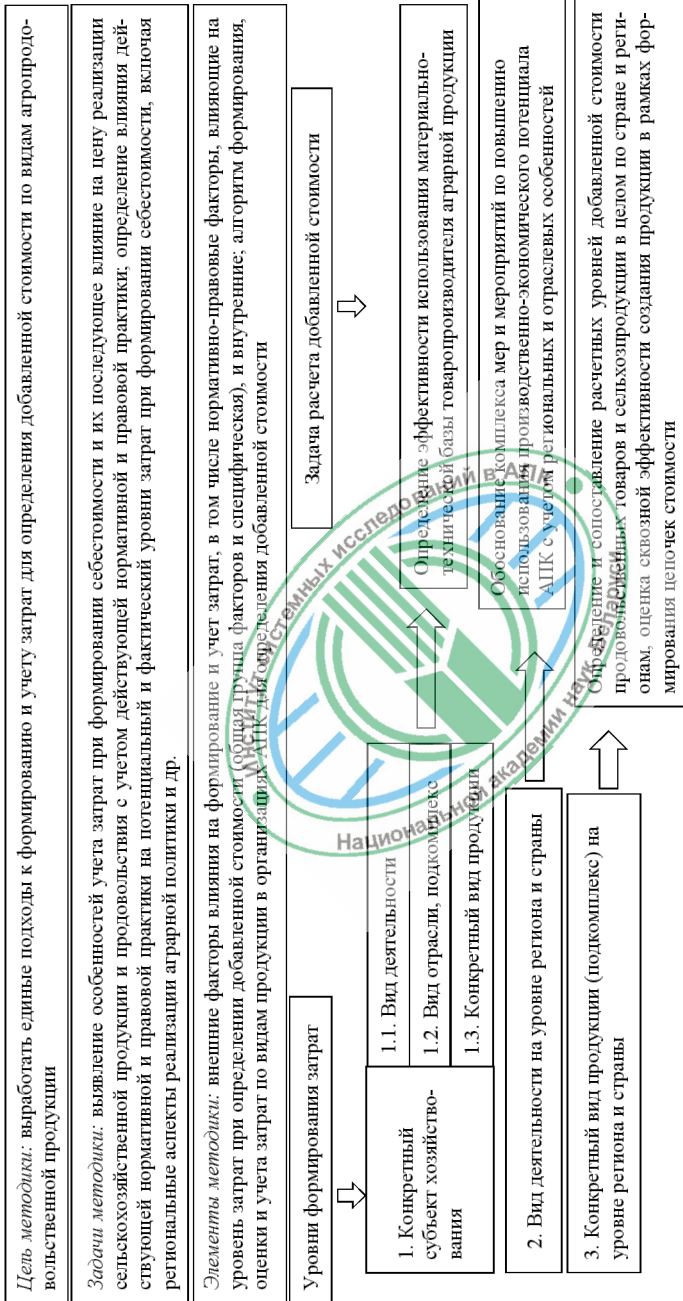 Цель методики: выработать единые подходы к формированию и учету затрат для определения добавленной стоимости по видам агропродо-
вольственной продукции
Задачи методики: выявление особенностей учета затрат при формировании себестоимости и их последующее влияние на цену реализации
сельскохозяйственной продукции и продовольствия с учетом действующей нормативной и правовой практики; определение влияния дей-
ствующей нормативной и правовой практики на потенциальный и фактический уровни затрат при формировании себестоимости, включая
региональные аспекты реализации аграрной политики и др.
Элементы методики: внешние факторы влияния на формирование и учет затрат, в том числе нормативно-правовые факторы, влияющие на
уровень затрат при определении добавленной стоимости (общая группа факторов и специфическая), и внутренние; алгоритм формирования,
оценки и учета затрат по видам продукции в организациях АПК для определения добавленной стоимости
Уровни формирования затрат
Задача расчета добавленной стоимости
1. Конкретный
субъект хозяйство-
вания
1.1. Вид деятельности
1.2. Вид отрасли, подкомплекс
1.3. Конкретный вид продукции
Определение эффективности использования материально-
технической базы товаропроизводителя аграрной продукции
2. Вид деятельности на уровне региона и страны
Обоснование комплекса мер и мероприятий по повышению
использования производственно-экономического потенциала
АПК с учетом региональных и отраслевых особенностей
3. Конкретный вид продукции (подкомплекс) на
уровне региона и страны
Определение и сопоставление расчетных уровней добавленной стоимости
продовольственных товаров и сельхозпродукции в целом по стране и реги-
онам, оценка сквозной эффективности создания продукции в рамках фор-
мирования цепочек стоимости
Институт системных исследований в АПК
Национальной академии наук Беларуси